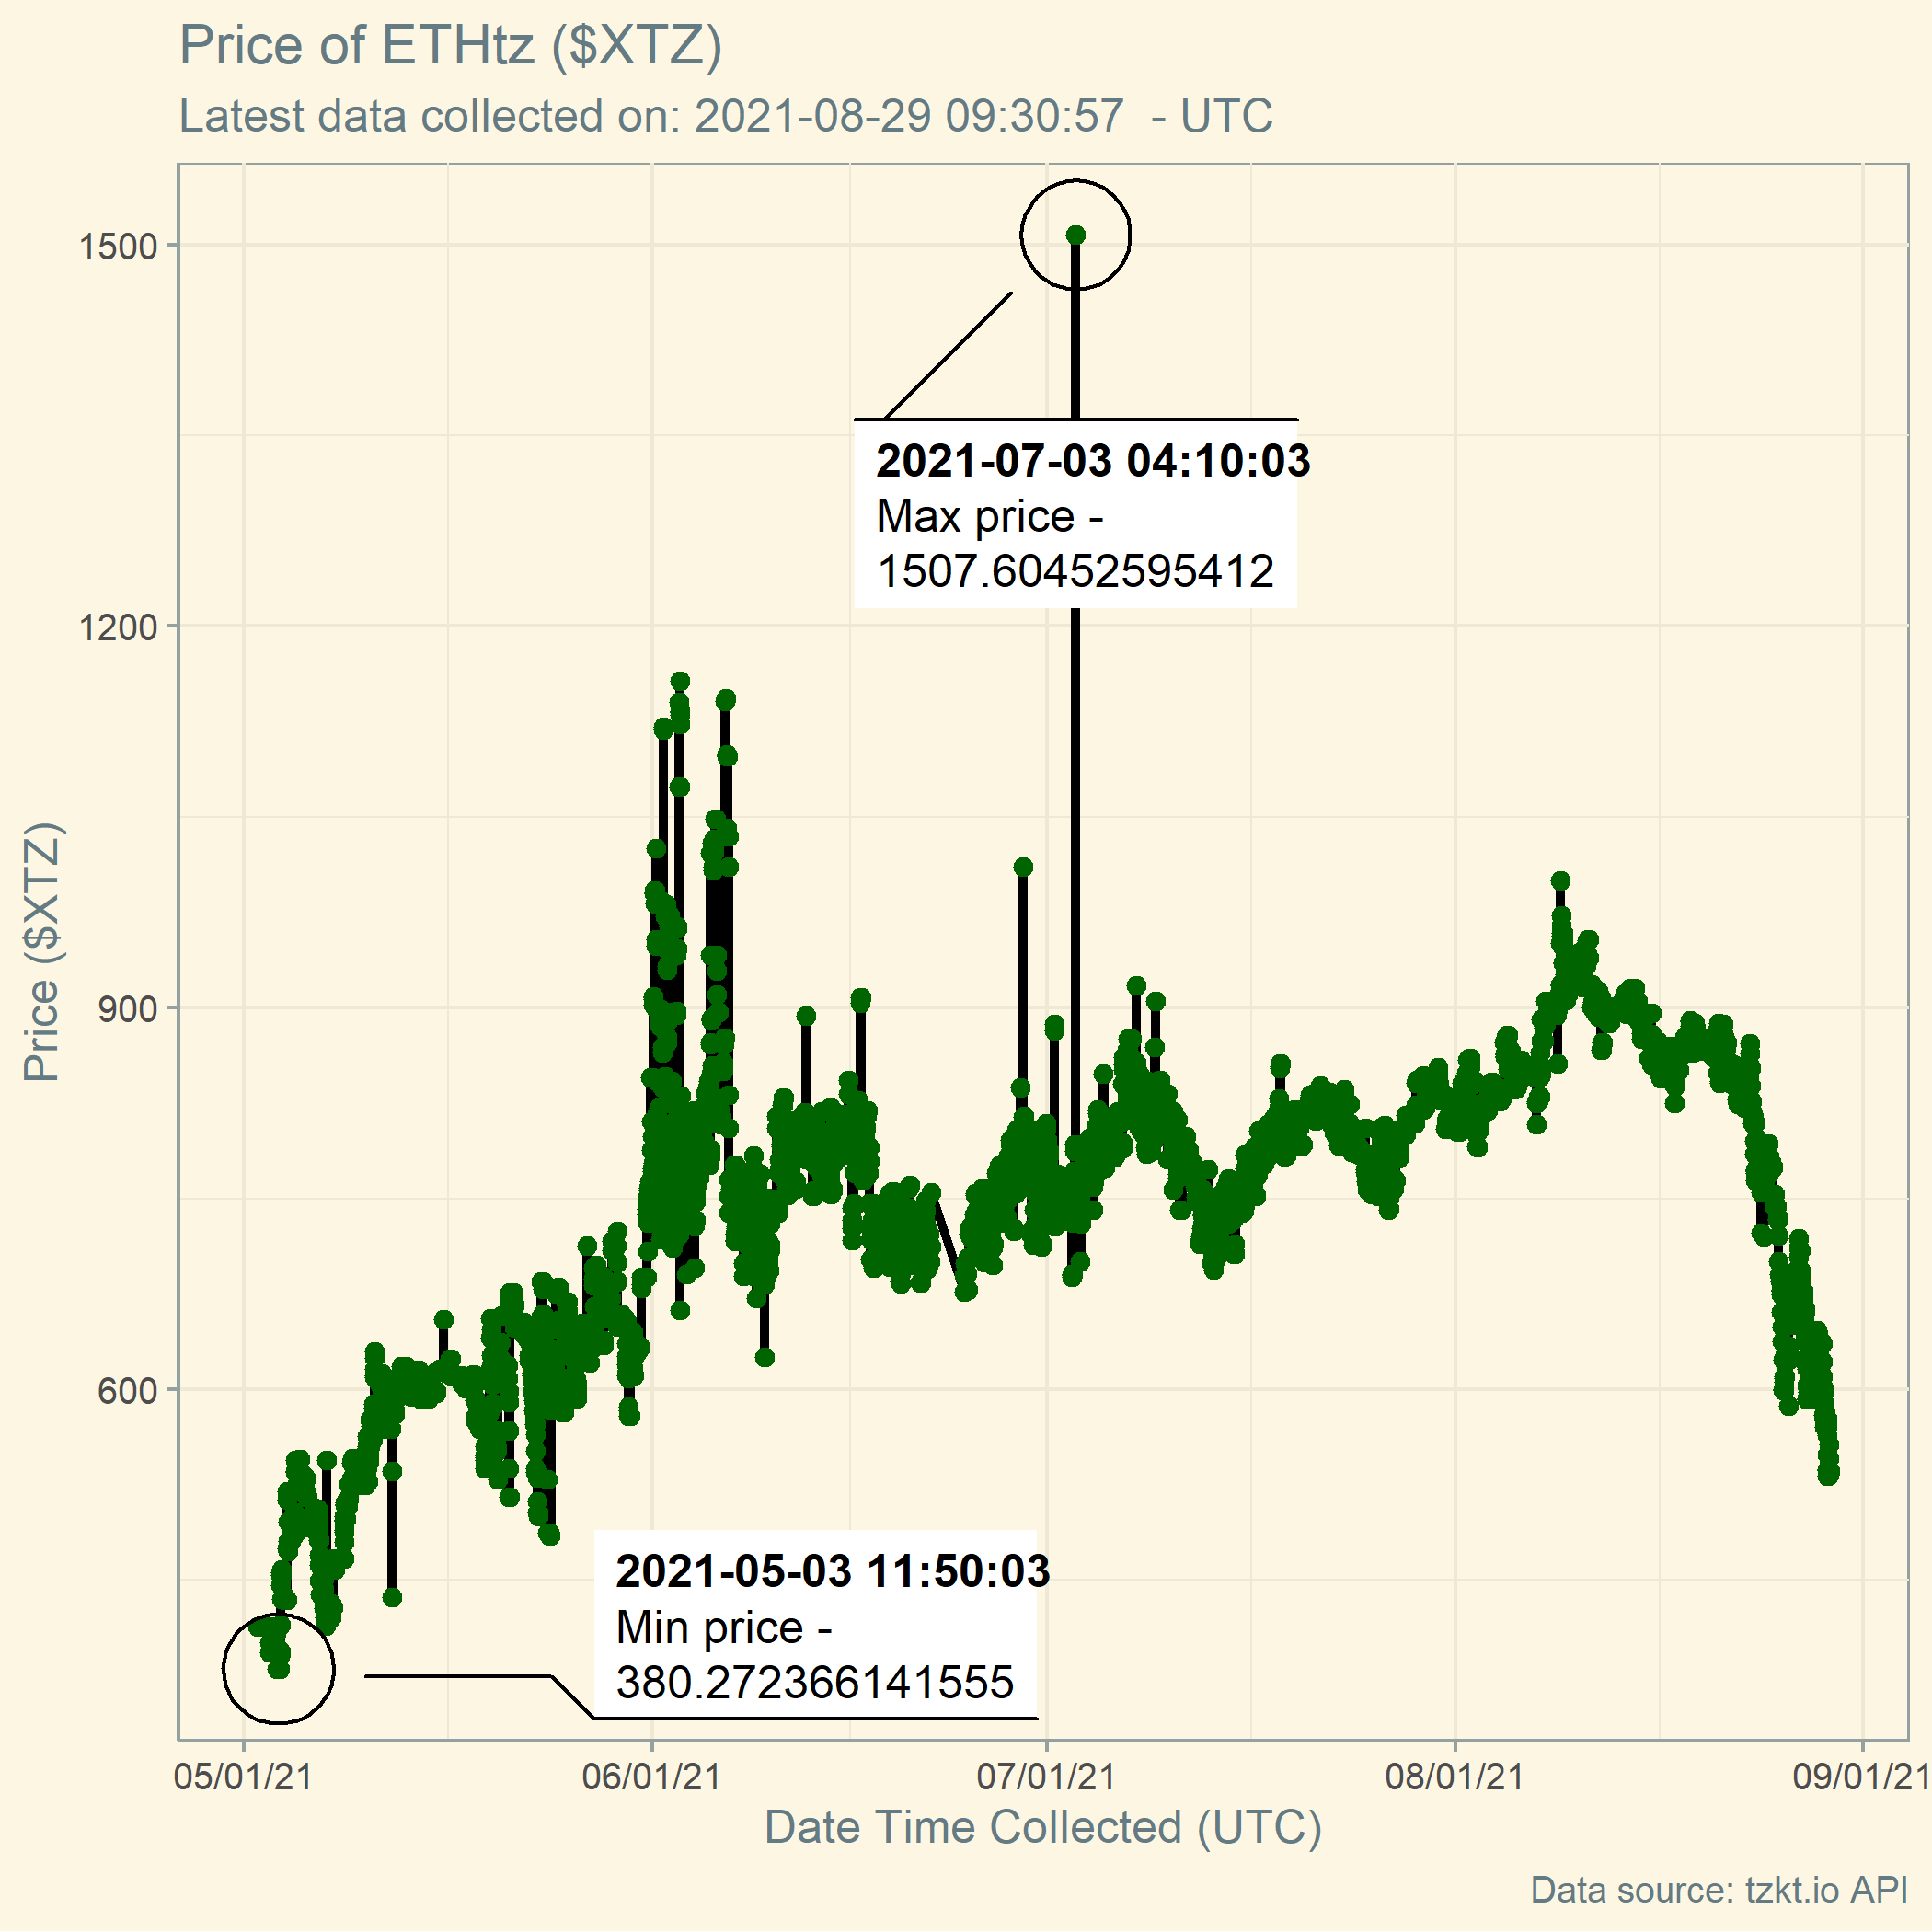 Price of ETHtz ($XTZ)
Latest data collected on: 2021-08-29 09:30:57  - UTC
1500
1200
900
600
Price ($XTZ)
2021-07-03 04:10:03
Max price -
1507.60452595412
2021-05-03 11:50:03
Min price -
380.272366141555
05/01/21
06/01/21
07/01/21
08/01/21
09/01/21
Date Time Collected (UTC)
Data source: tzkt.io API